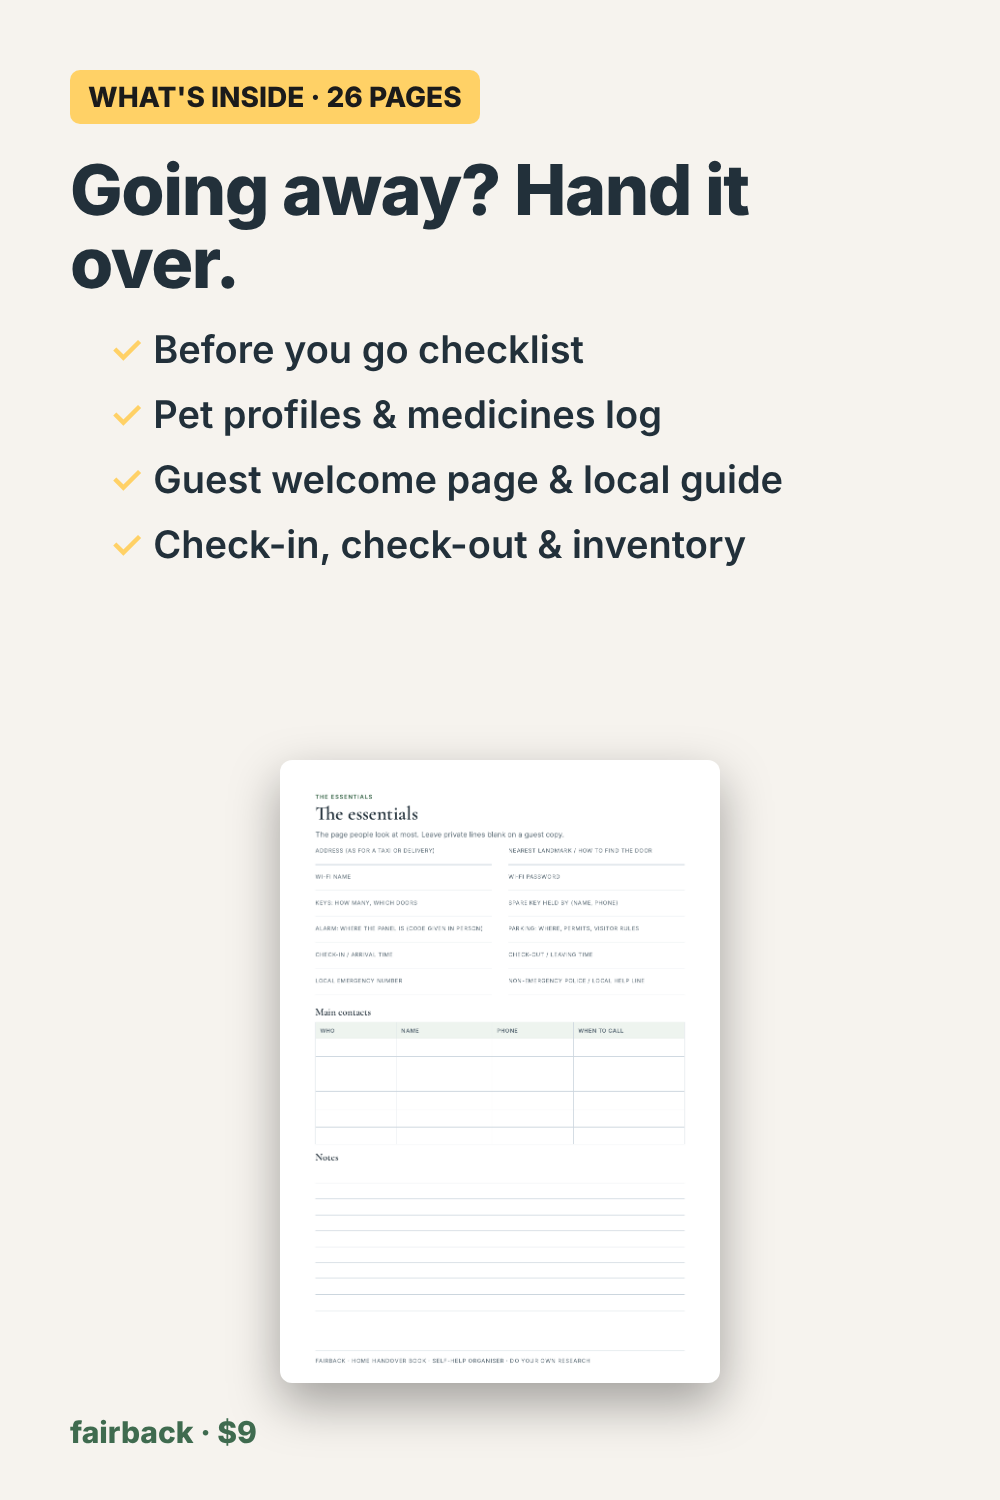 WHAT'S INSIDE · 26 PAGES
Going away? Hand it
over.
Before you go checklist
Pet profiles & medicines log
Guest welcome page & local guide
Check-in, check-out & inventory
THE ESSENTIALS
The essentials
The page people look at most. Leave private lines blank on a guest copy.
ADDRESS (AS FOR A TAXI OR DELIVERY)
NEAREST LANDMARK / HOW TO FIND THE DOOR
WI-FI NAME
WI-FI PASSWORD
KEYS: HOW MANY, WHICH DOORS
SPARE KEY HELD BY (NAME, PHONE)
ALARM: WHERE THE PANEL IS (CODE GIVEN IN PERSON)
PARKING: WHERE, PERMITS, VISITOR RULES
CHECK-IN / ARRIVAL TIME
CHECK-OUT / LEAVING TIME
LOCAL EMERGENCY NUMBER
NON-EMERGENCY POLICE / LOCAL HELP LINE
Main contacts
WHO NAME PHONE WHEN TO CALL
Notes
FAIRBACK · HOME HANDOVER BOOK · SELF-HELP ORGANISER · DO YOUR OWN RESEARCH
fairback · $9